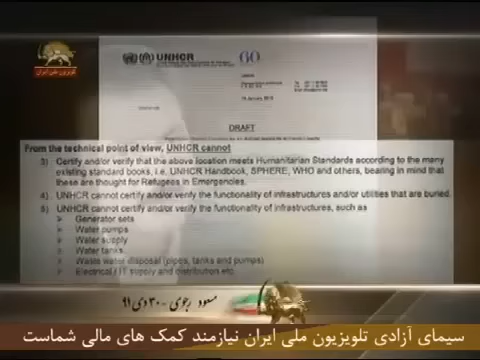 تلویزیون ملی ایران
UNHCR
60
DRAFT
From the technical point of view, UNHCR cannot
3) Certify and/or verify that the above location meets Humanitarian Standards according to the many
existing standard books, i.e. UNHCR Handbook, SPHERE, WHO and others, bearing in mind that
these are thought for Refugees in Emergencies.
4) UNHCR cannot certify and/or verify the functionality of infrastructures and/or utilities that are buried.
5) UNHCR cannot certify and/or verify the functionality of infrastructures, such as
➢ Generator sets
➢ Water pumps
➢ Water supply
➢ Water tanks
➢ Waste water disposal (pipes, tanks and pumps)
➢ Electrical / IT supply and distribution etc.
مسعود رجوی - ۳۰ دی ۹۱
سیمای آزادی تلویزیون ملی ایران نیازمند کمک های مالی شماست